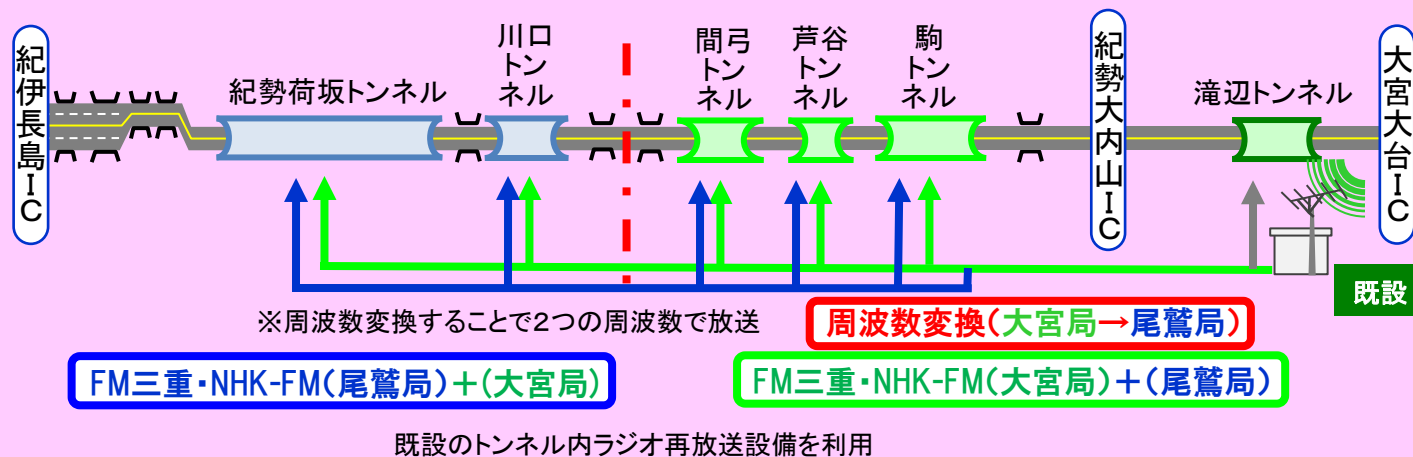 紀伊長島IC
紀勢荷坂トンネル
川口
トン
ネル
間弓
トン
ネル
芦谷
トン
ネル
駒
トン
ネル
紀勢大内山IC
滝辺トンネル
大宮大台IC
既設
※周波数変換することで2つの周波数で放送
周波数変換(大宮局→尾鷲局)
FM三重・NHK-FM(尾鷲局)+(大宮局)
FM三重・NHK-FM(大宮局)+(尾鷲局)
既設のトンネル内ラジオ再放送設備を利用